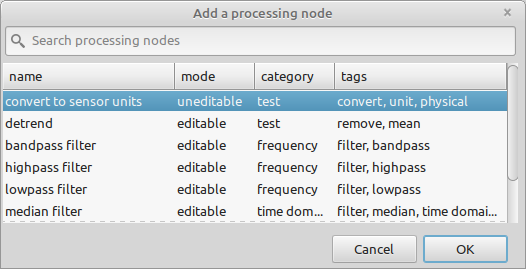 Add a processing node
Search processing nodes
name mode category tags
convert to sensor units uneditable test convert, unit, physical
detrend editable test remove, mean
bandpass filter editable frequency filter, bandpass
highpass filter editable frequency filter, highpass
lowpass filter editable frequency filter, lowpass
median filter editable time dom... filter, median, time domai...
Cancel OK